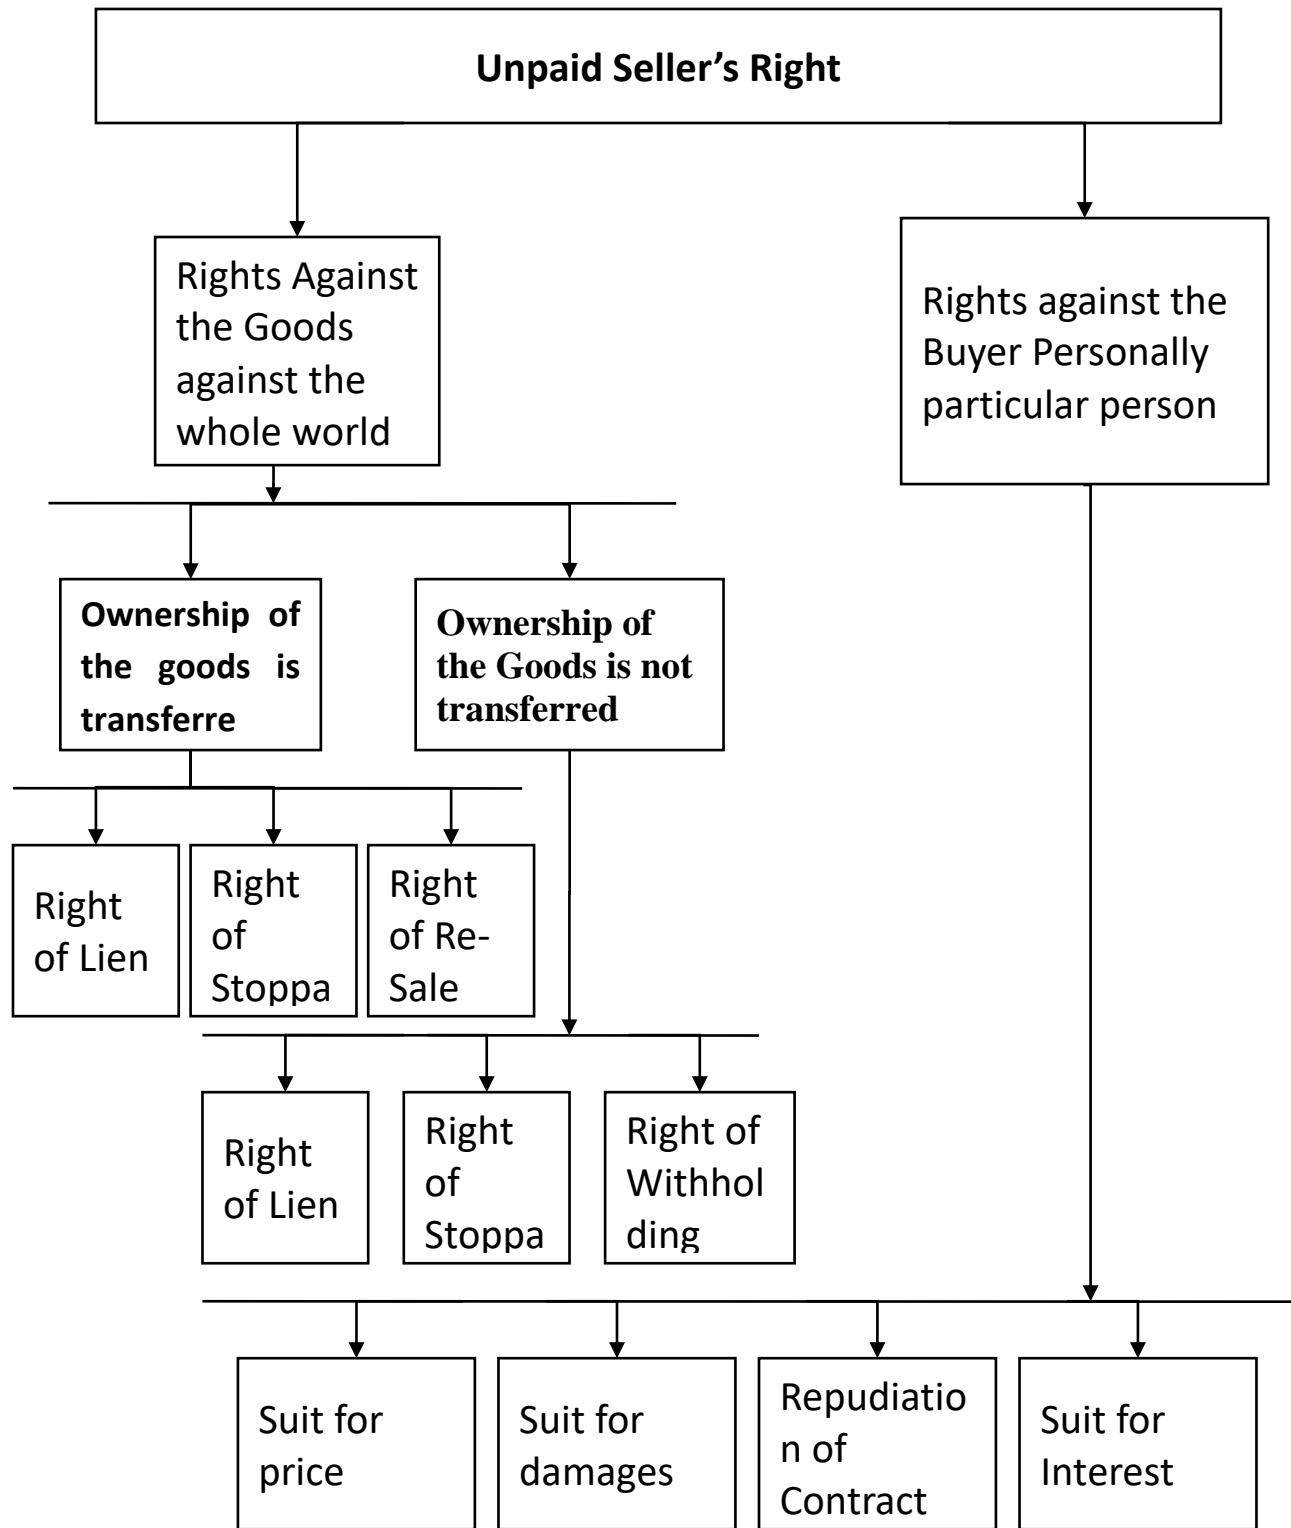 Unpaid Seller’s Right
Rights Against
the Goods
against the
whole world
Rights against the
Buyer Personally
particular person
Ownership of
the goods is
transferre
Ownership of
the Goods is not
transferred
Right
of Lien
Right
of
Stoppa
Right
of Re-
Sale
Right
of Lien
Right
of
Stoppa
Right of
Withhol
ding
Suit for
price
Suit for
damages
Repudiatio
n of
Contract
Suit for
Interest